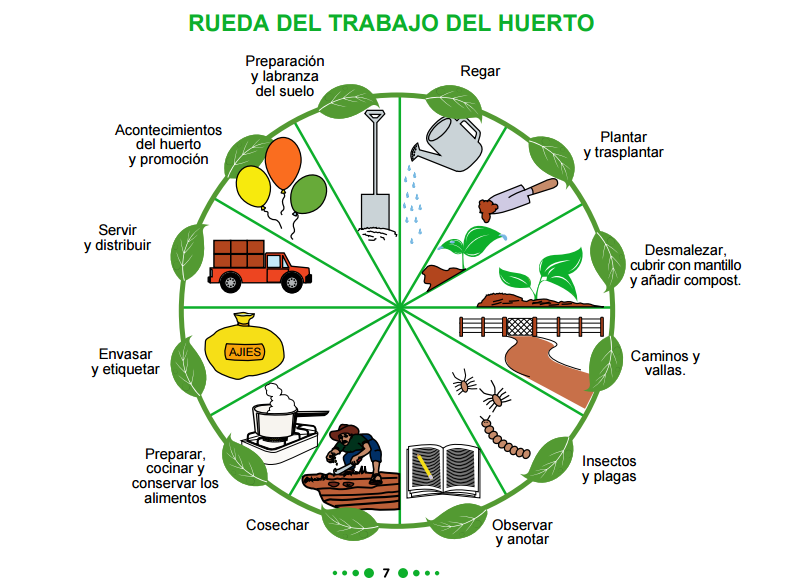 RUEDA DEL TRABAJO DEL HUERTO
Preparación
y labranza
del suelo
Regar
Plantar
y trasplantar
Desmalezar,
cubrir con mantillo
y añadir compost.
Caminos y
vallas.
Insectos
y plagas
Observar
y anotar
Cosechar
Preparar,
cocinar y
conservar los
alimentos
Envasar
y etiquetar
AJIES
Servir
y distribuir
Acontecimientos
del huerto
y promoción
7